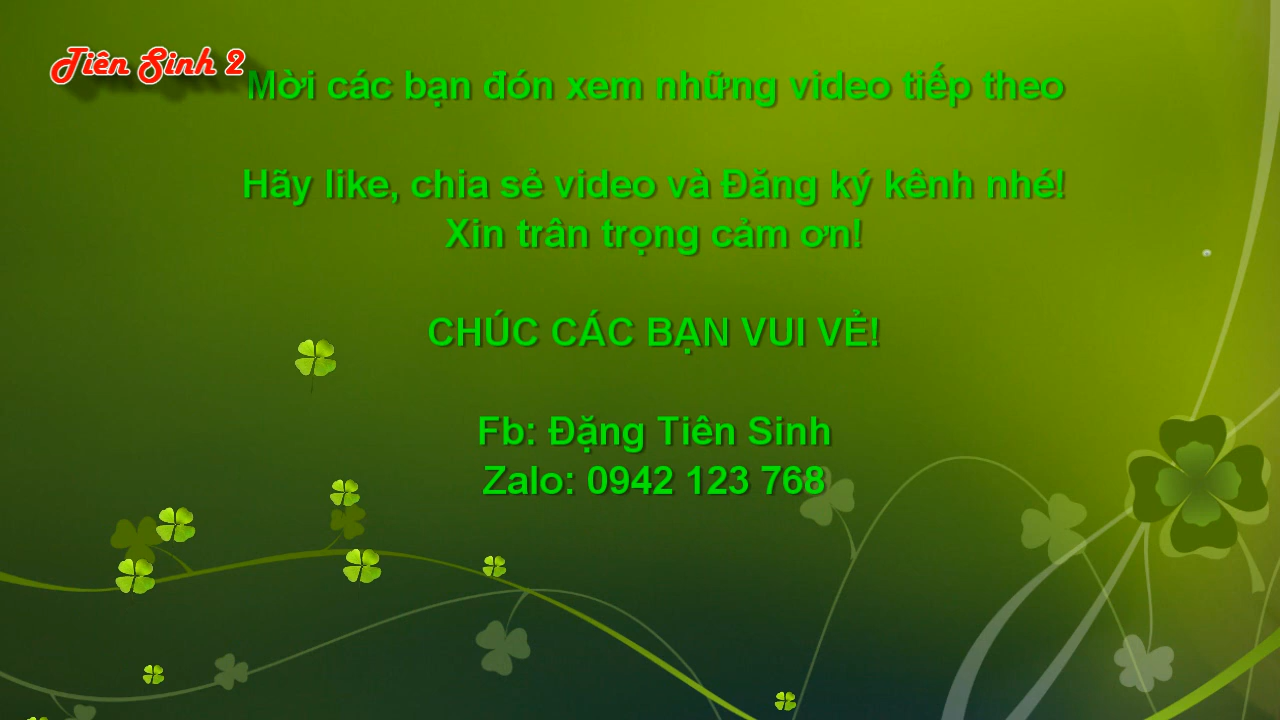 Tiên Sinh 2
Mời các bạn đón xem những video tiếp theo
Hãy like, chia sẻ video và Đăng ký kênh nhé!
Xin trân trọng cảm ơn!
CHÚC CÁC BẠN VUI VẺ!
Fb: Đặng Tiên Sinh
Zalo: 0942 123 768